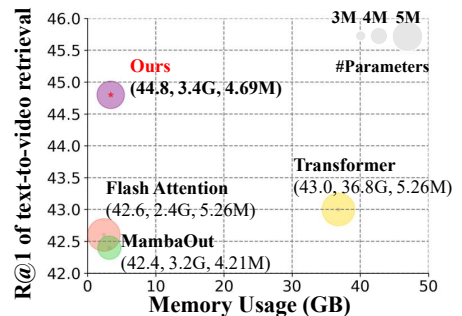 R@1 of text-to-video retrieval
46.0
45.5
45.0
44.5
44.0
43.5
43.0
42.5
42.0
3M 4M 5M
#Parameters
Ours
(44.8, 3.4G, 4.69M)
Transformer
(43.0, 36.8G, 5.26M)
Flash Attention
(42.6, 2.4G, 5.26M)
MambaOut
(42.4, 3.2G, 4.21M)
0 10 20 30 40 50
Memory Usage (GB)